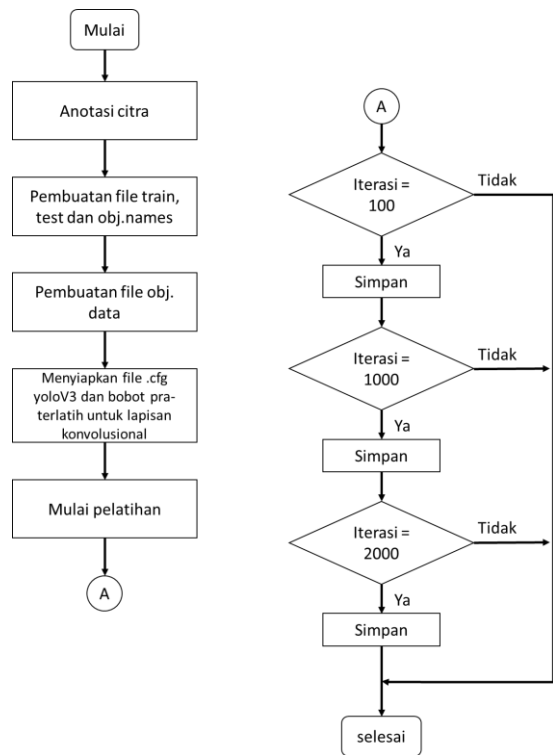 Mulai
Anotasi citra
Pembuatan file train,
test dan obj.names
Pembuatan file obj.
data
Menyiapkan file .cfg
yoloV3 dan bobot pra-
terlatih untuk lapisan
konvolusional
Mulai pelatihan
A
A
Iterasi =
100
Tidak
Ya
Simpan
Iterasi =
1000
Tidak
Ya
Simpan
Iterasi =
2000
Tidak
Ya
Simpan
selesai